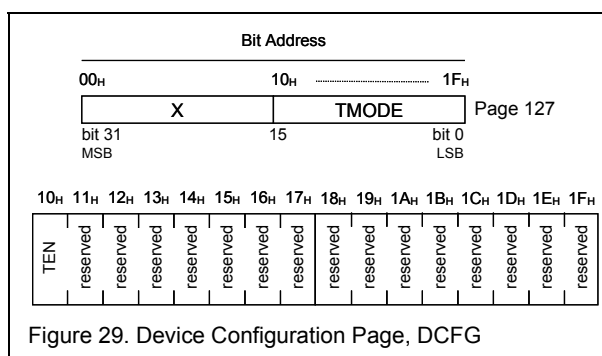 Bit Address
00H 10H ........................ 1FH
X TMODE Page 127
bit 31 15 bit 0
MSB LSB
10H 11H 12H 13H 14H 15H 16H 17H 18H 19H 1AH 1BH 1CH 1DH 1EH 1FH
TEN reserved reserved reserved reserved reserved reserved reserved reserved reserved reserved reserved reserved reserved reserved reserved
Figure 29. Device Configuration Page, DCFG